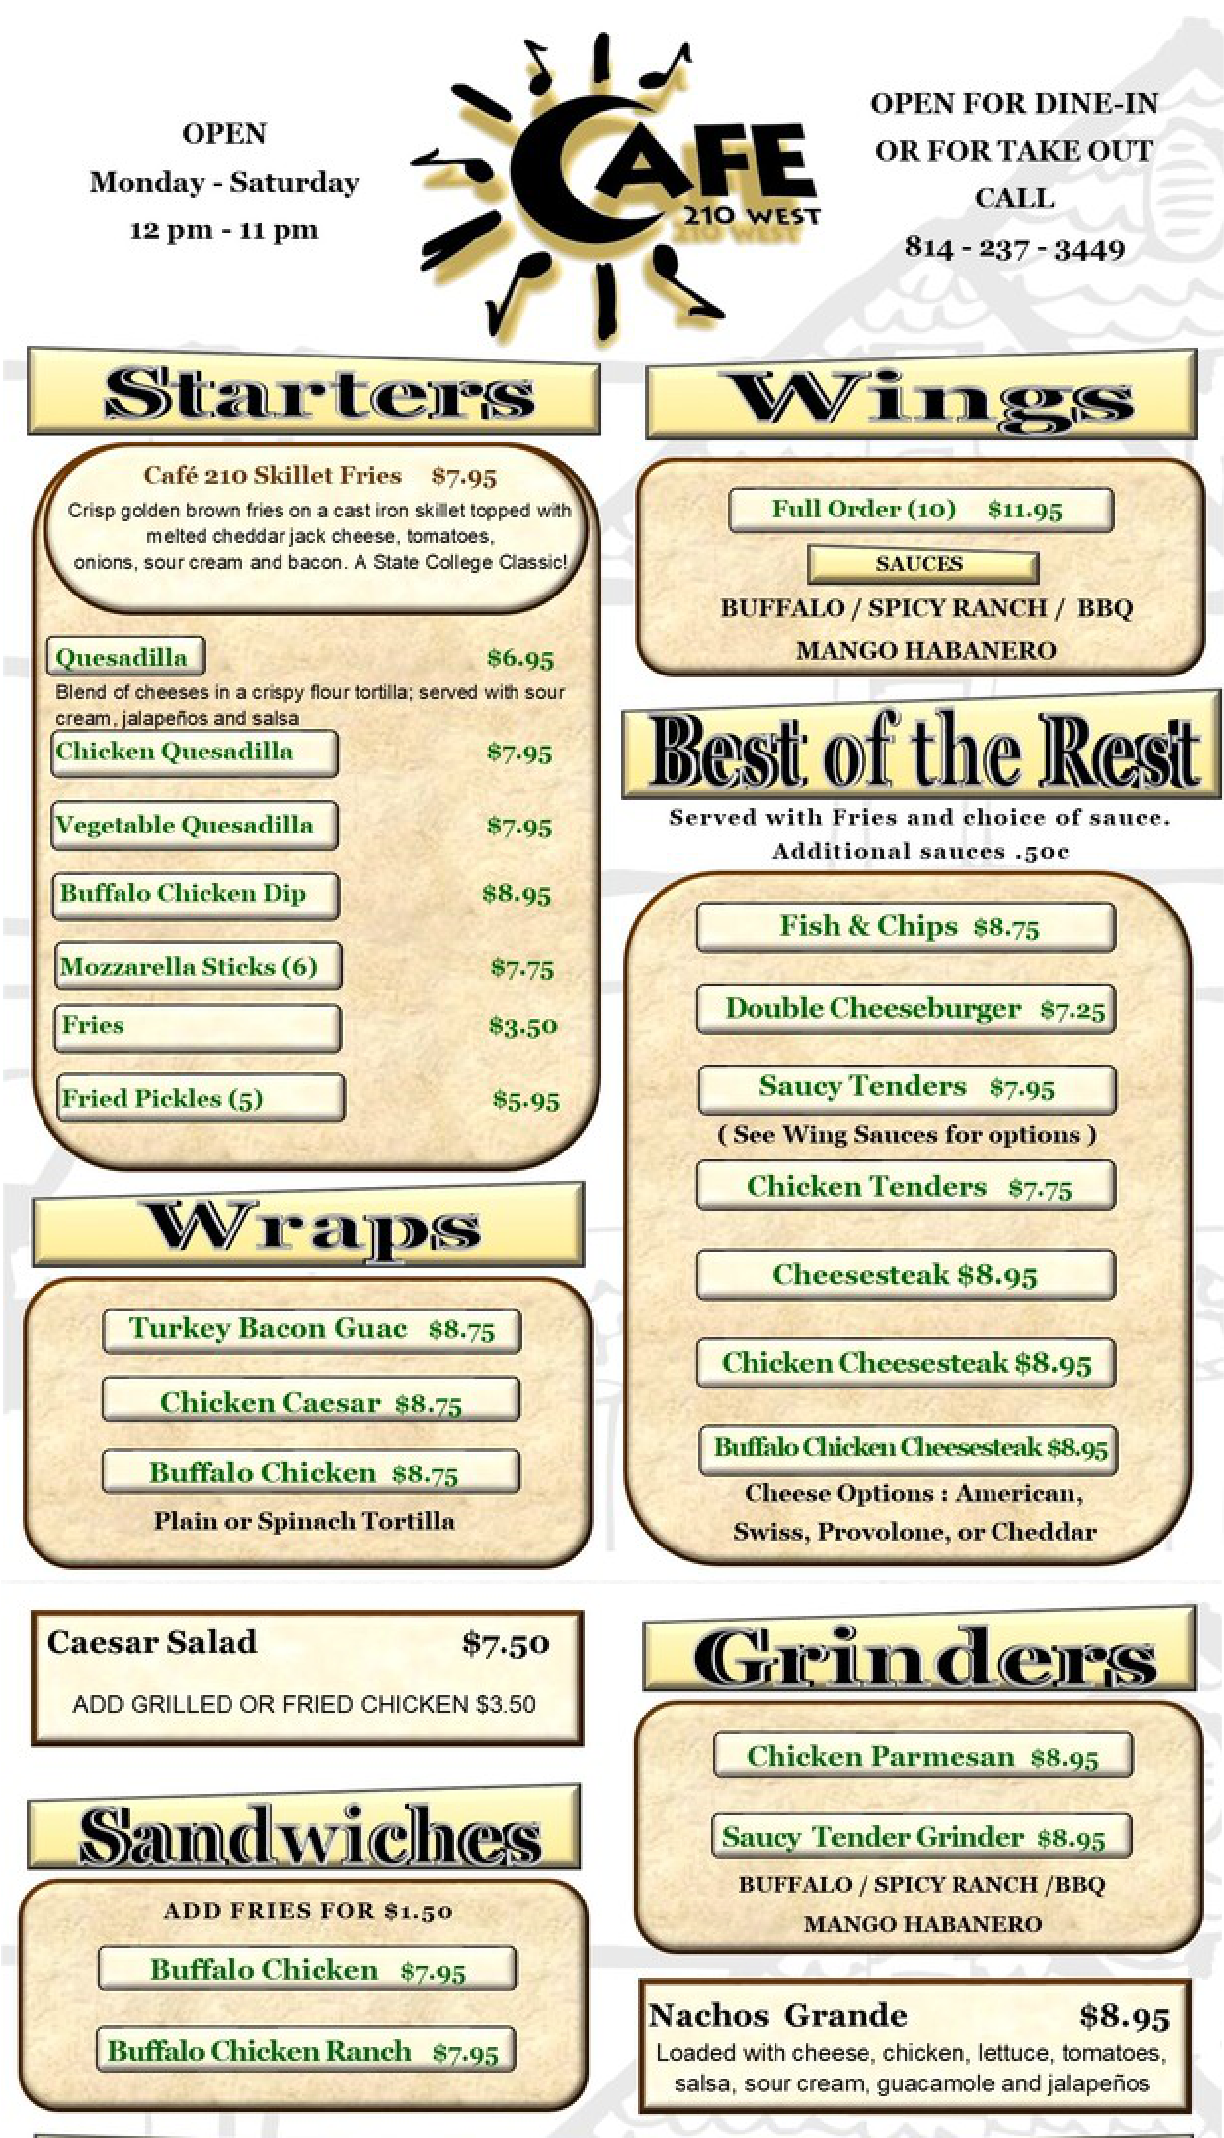 OPEN
Monday - Saturday
12 pm - 11 pm
CAFE
210 WEST
OPEN FOR DINE-IN
OR FOR TAKE OUT
CALL
814 - 237 - 3449
Starters
Café 210 Skillet Fries $7.95
Crisp golden brown fries on a cast iron skillet topped with
melted cheddar jack cheese, tomatoes,
onions, sour cream and bacon. A State College Classic!
Quesadilla $6.95
Blend of cheeses in a crispy flour tortilla; served with sour
cream, jalapeños and salsa
Chicken Quesadilla $7.95
Vegetable Quesadilla $7.95
Buffalo Chicken Dip $8.95
Mozzarella Sticks (6) $7.75
Fries $3.50
Fried Pickles (5) $5.95
Wraps
Turkey Bacon Guac $8.75
Chicken Caesar $8.75
Buffalo Chicken $8.75
Plain or Spinach Tortilla
Wings
Full Order (10) $11.95
SAUCES
BUFFALO / SPICY RANCH / BBQ
MANGO HABANERO
Best of the Rest
Served with Fries and choice of sauce.
Additional sauces .50c
Fish & Chips $8.75
Double Cheeseburger $7.25
Saucy Tenders $7.95
( See Wing Sauces for options )
Chicken Tenders $7.75
Cheesesteak $8.95
Chicken Cheesesteak $8.95
Buffalo Chicken Cheesesteak $8.95
Cheese Options : American,
Swiss, Provolone, or Cheddar
Caesar Salad $7.50
ADD GRILLED OR FRIED CHICKEN $3.50
Sandwiches
ADD FRIES FOR $1.50
Buffalo Chicken $7.95
Buffalo Chicken Ranch $7.95
Grinders
Chicken Parmesan $8.95
Saucy Tender Grinder $8.95
BUFFALO / SPICY RANCH /BBQ
MANGO HABANERO
Nachos Grande $8.95
Loaded with cheese, chicken, lettuce, tomatoes,
salsa, sour cream, guacamole and jalapeños